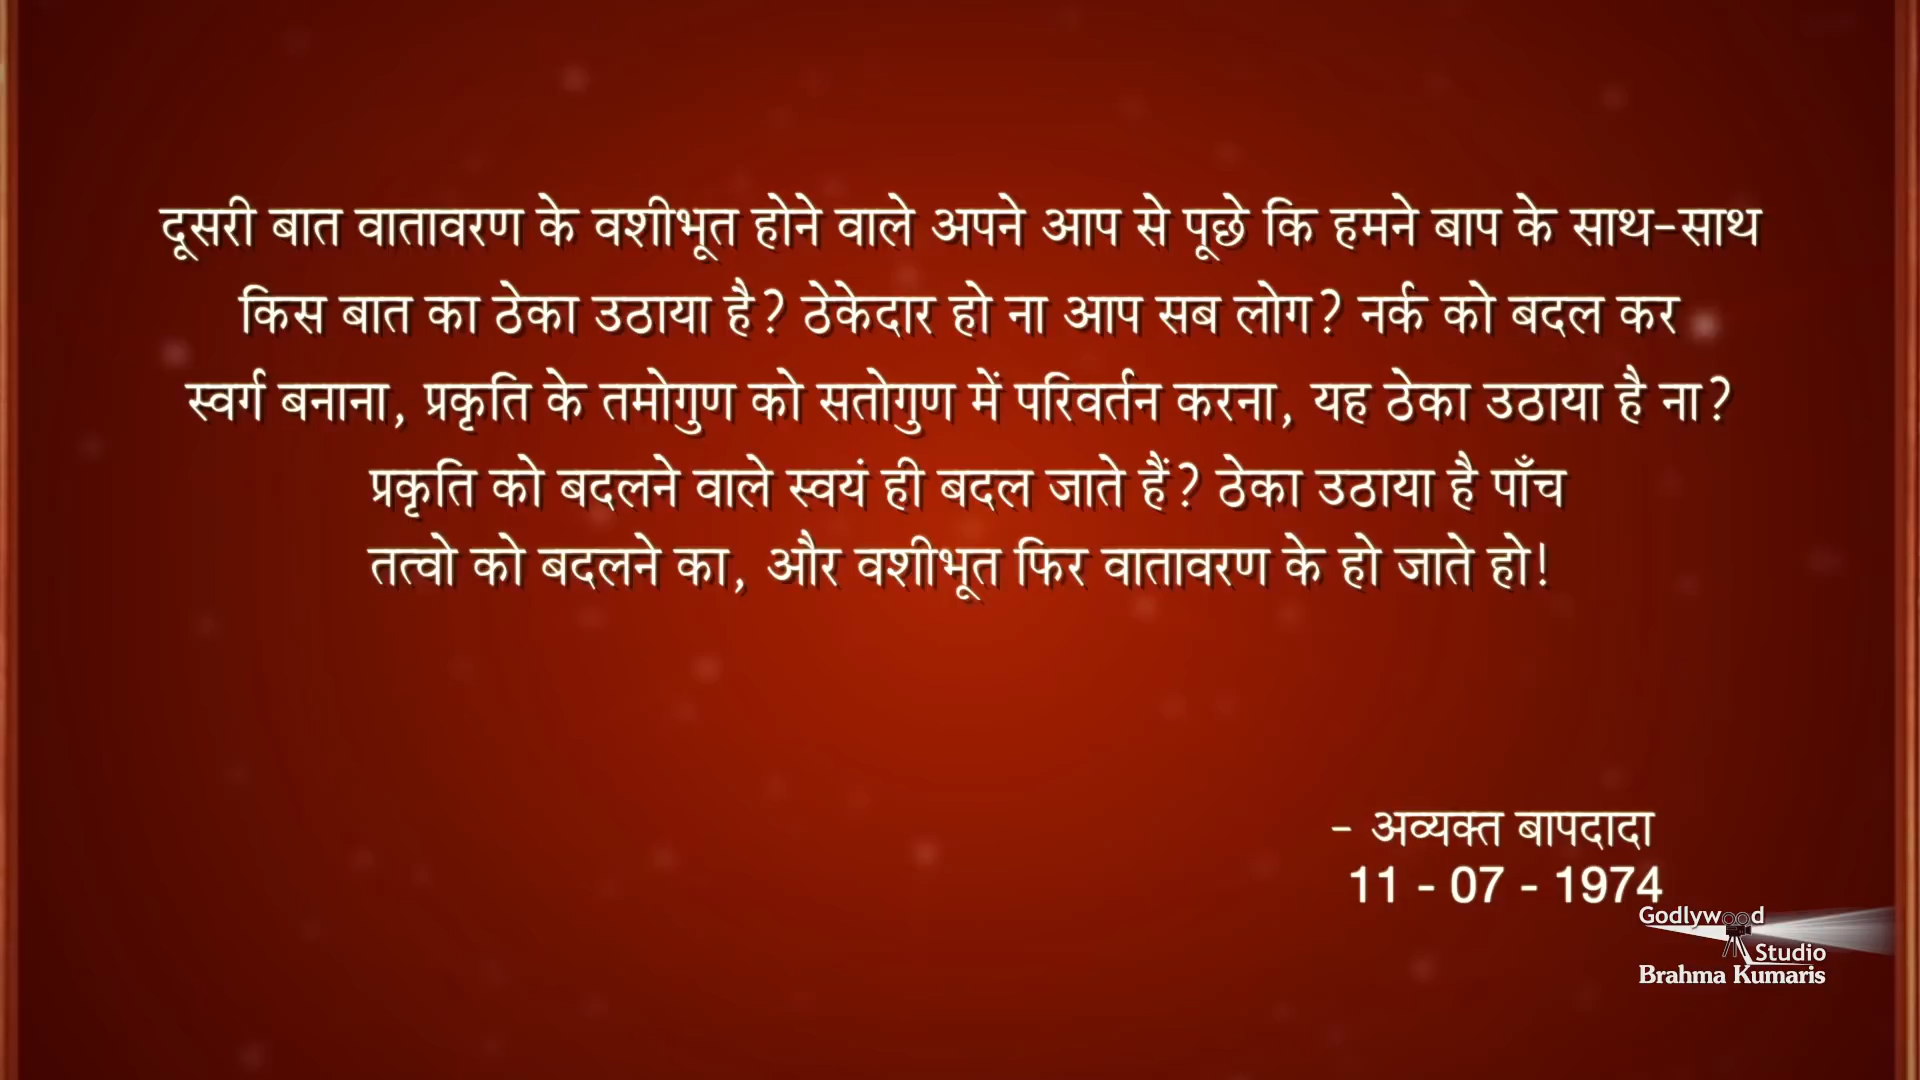 दूसरी बात वातावरण के वशीभूत होने वाले अपने आप से पूछे कि हमने बाप के साथ-साथ
किस बात का ठेका उठाया है? ठेकेदार हो ना आप सब लोग? नर्क को बदल कर
स्वर्ग बनाना, प्रकृति के तमोगुण को सतोगुण में परिवर्तन करना, यह ठेका उठाया है ना?
प्रकृति को बदलने वाले स्वयं ही बदल जाते हैं? ठेका उठाया है पाँच
तत्वो को बदलने का, और वशीभूत फिर वातावरण के हो जाते हो!
- अव्यक्त बापदादा
11 - 07 - 1974
Godlywood
Studio
Brahma Kumaris